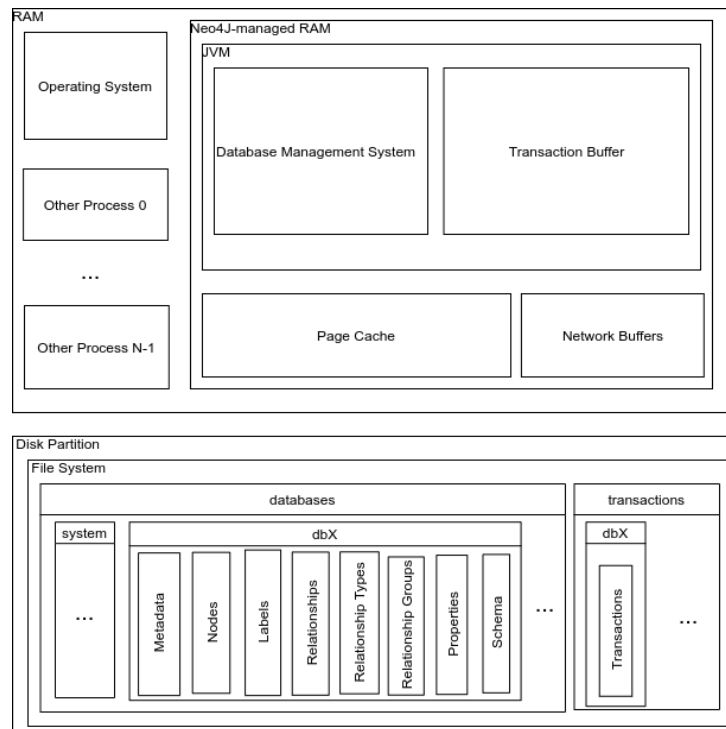 RAM
Neo4J-managed RAM
JVM
Operating System
Database Management System
Transaction Buffer
Other Process 0
...
Other Process N-1
Page Cache
Network Buffers
Disk Partition
File System
databases
transactions
system
dbX
dbX
...
Metadata
Nodes
Labels
Relationships
Relationship Types
Relationship Groups
Properties
Schema
...
Transactions
...